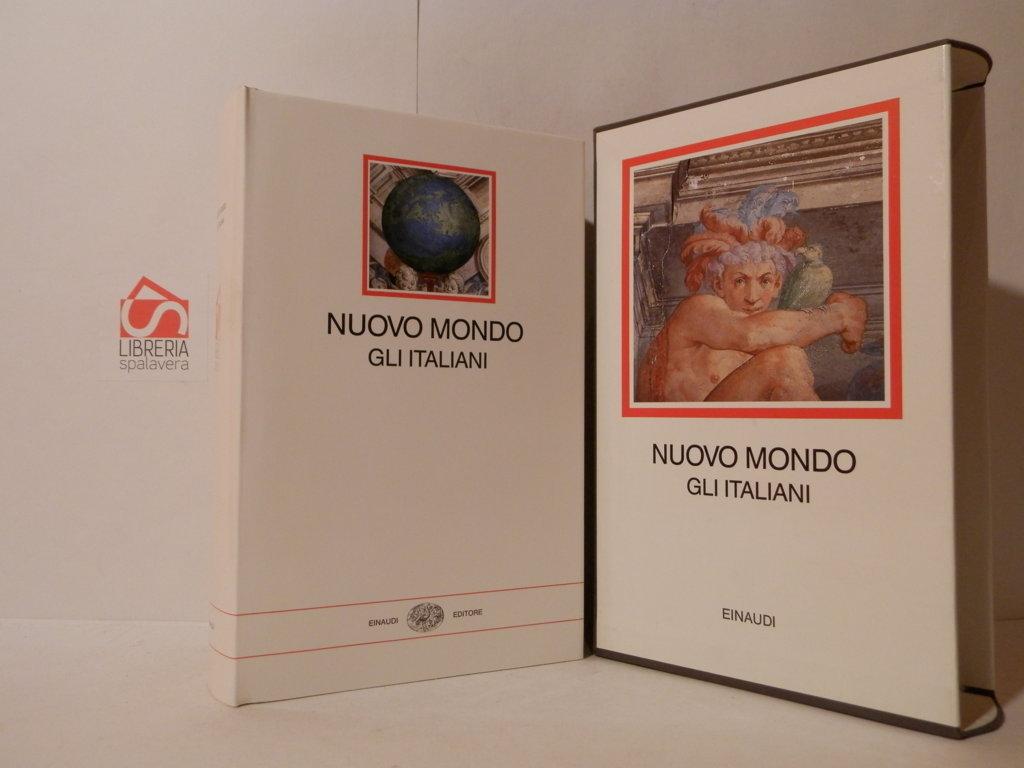 LIBRERIA
spalavera
NUOVO MONDO
GLI ITALIANI
EINAUDI EDITORE
NUOVO MONDO
GLI ITALIANI
EINAUDI